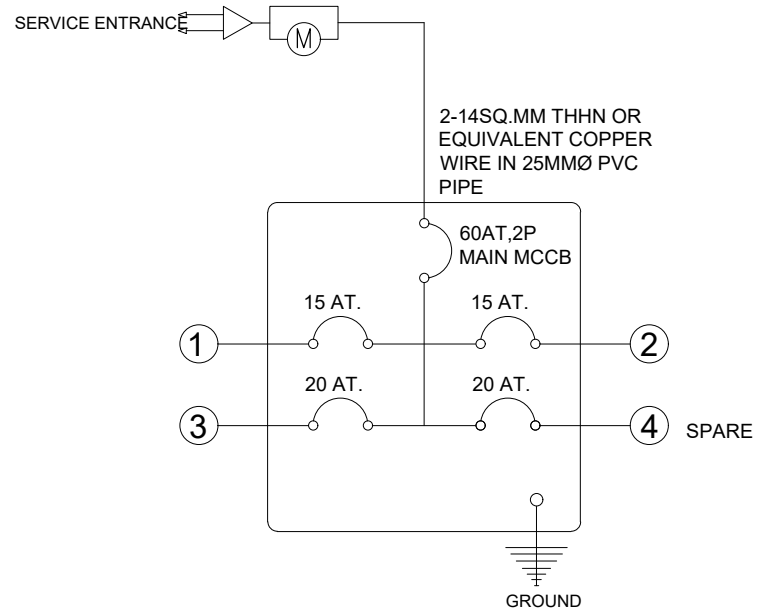 SERVICE ENTRANCE
M
2-14SQ.MM THHN OR
EQUIVALENT COPPER
WIRE IN 25MMØ PVC
PIPE
60AT,2P
MAIN MCCB
15 AT.
15 AT.
1
2
20 AT.
20 AT.
3
4
SPARE
GROUND